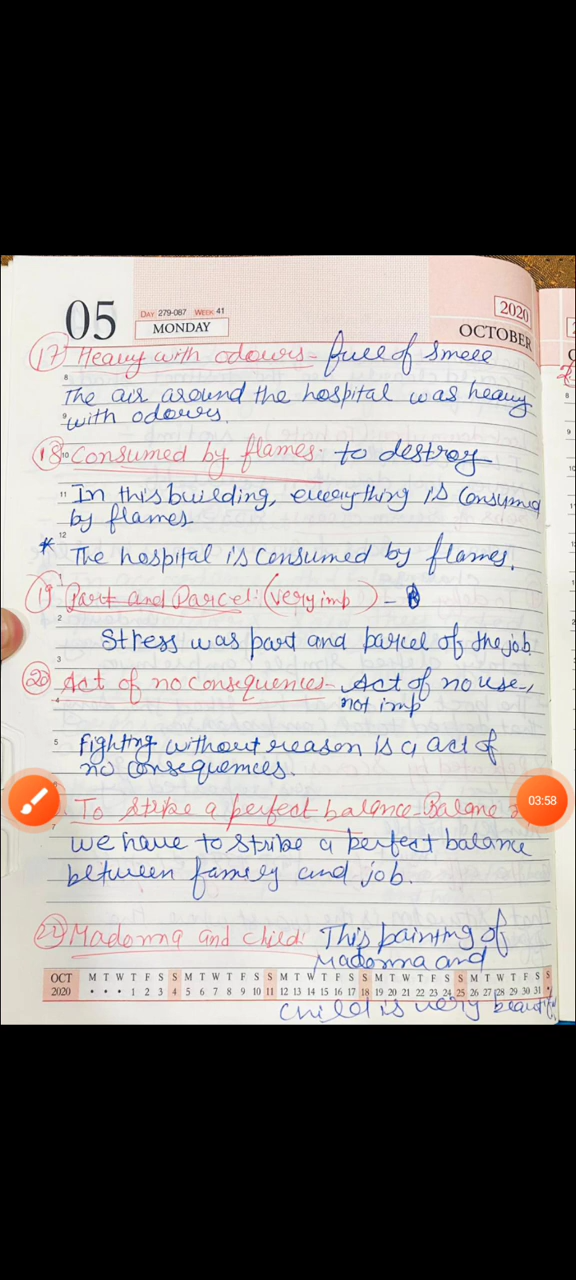 05
DAY 279-087 WEEK 41
MONDAY
2020
OCTOBER
(17) Heavy with odours - full of smell
The air around the hospital was heavy
with odours.
(18) Consumed by flames - to destroy
In this building, everything is consumed
by flames
* The hospital is consumed by flames.
(19) Part and Parcel: (very imp) -
Stress was part and parcel of the job.
(20) Act of no consequences - Act of no use,
not imp
Fighting without reason is a act of
no consequences.
To strike a perfect balance - Balance
we have to strike a perfect balance
between family and job.
(22) Madonna and child: This painting of
Madonna and
child is very beautiful
OCT M T W T F S S M T W T F S S M T W T F S S M T W T F S S M T W T F S S
2020 • • • 1 2 3 4 5 6 7 8 9 10 11 12 13 14 15 16 17 18 19 20 21 22 23 24 25 26 27 28 29 30 31 •
03:58